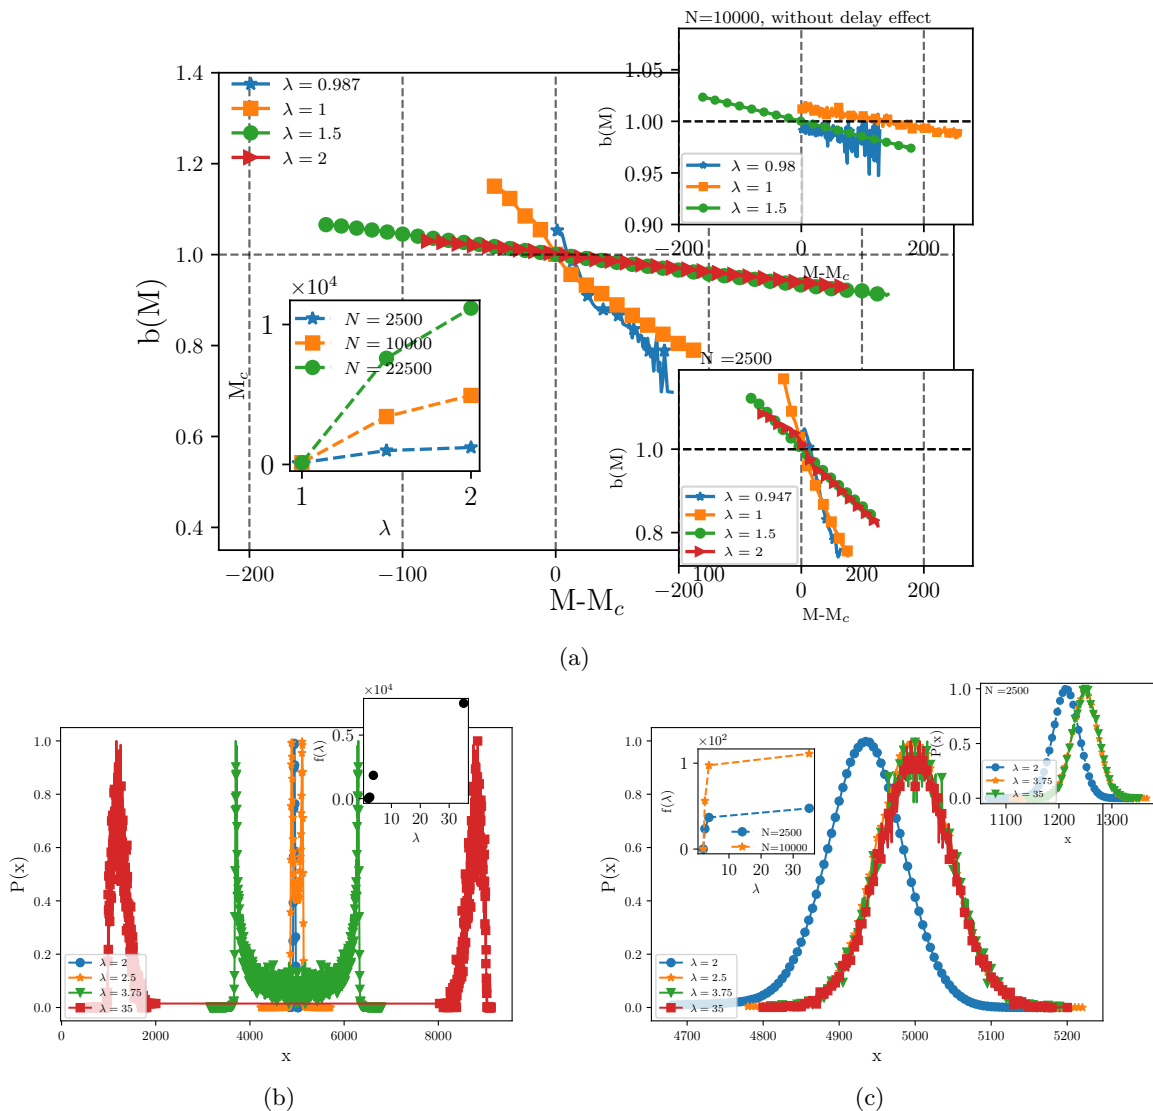 N=10000, without delay effect
1.05
1.00
0.95
0.90
b(M)
λ = 0.98
λ = 1
λ = 1.5
−200
0
200
M-M_c
1.4
1.2
1.0
0.8
0.6
0.4
b(M)
λ = 0.987
λ = 1
λ = 1.5
λ = 2
×10⁴
1
0
M_c
N = 2500
N = 10000
N = 22500
1
2
λ
−200
−100
0
100
M-M_c
N =2500
1.0
0.8
b(M)
λ = 0.947
λ = 1
λ = 1.5
λ = 2
−200
0
200
200
M-M_c
(a)
1.0
0.8
0.6
0.4
0.2
0.0
P(x)
×10⁴
0.5
0.0
f(λ)
10
20
30
λ
λ = 2
λ = 2.5
λ = 3.75
λ = 35
0
2000
4000
6000
8000
x
(b)
1.0
0.8
0.6
0.4
0.2
0.0
P(x)
×10²
1
0
f(λ)
N=2500
N=10000
10
20
30
λ
N =2500
1.0
0.5
0.0
P(x)
λ = 2
λ = 3.75
λ = 35
1100
1200
1300
x
λ = 2
λ = 2.5
λ = 3.75
λ = 35
4700
4800
4900
5000
5100
5200
x
(c)